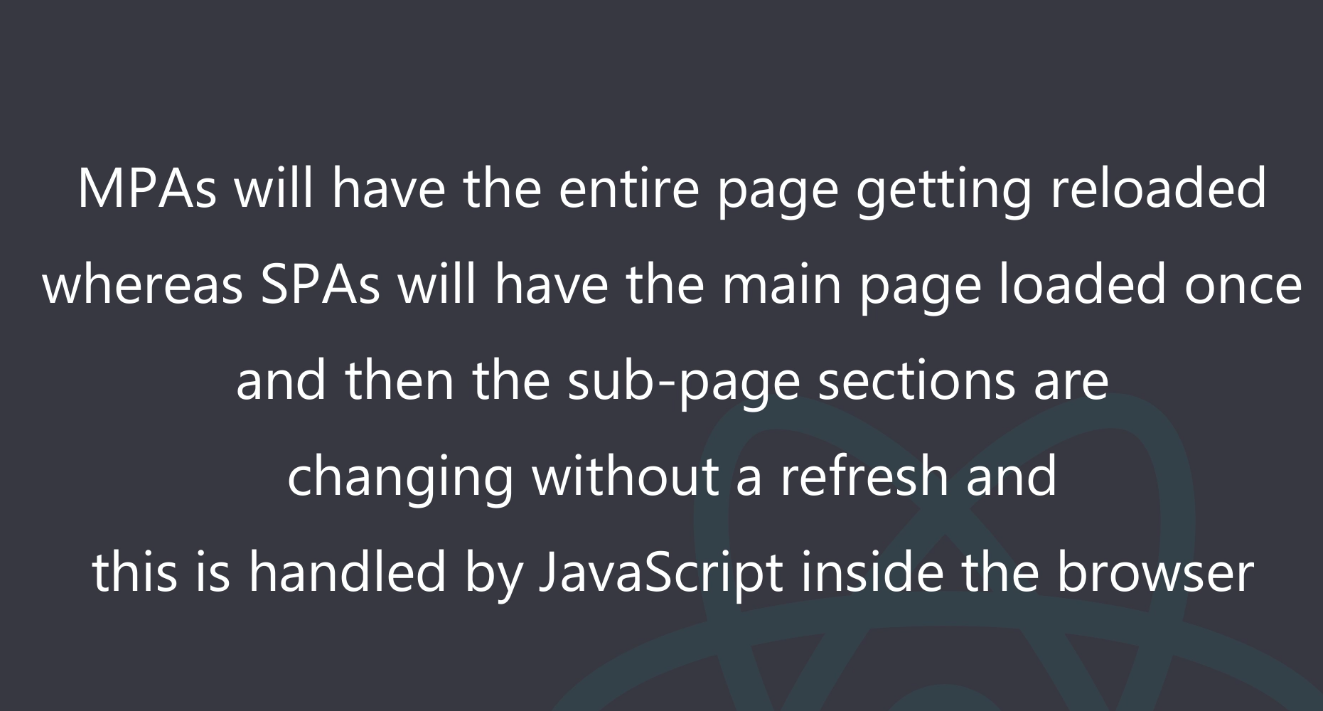 MPAs will have the entire page getting reloaded
whereas SPAs will have the main page loaded once
and then the sub-page sections are
changing without a refresh and
this is handled by JavaScript inside the browser